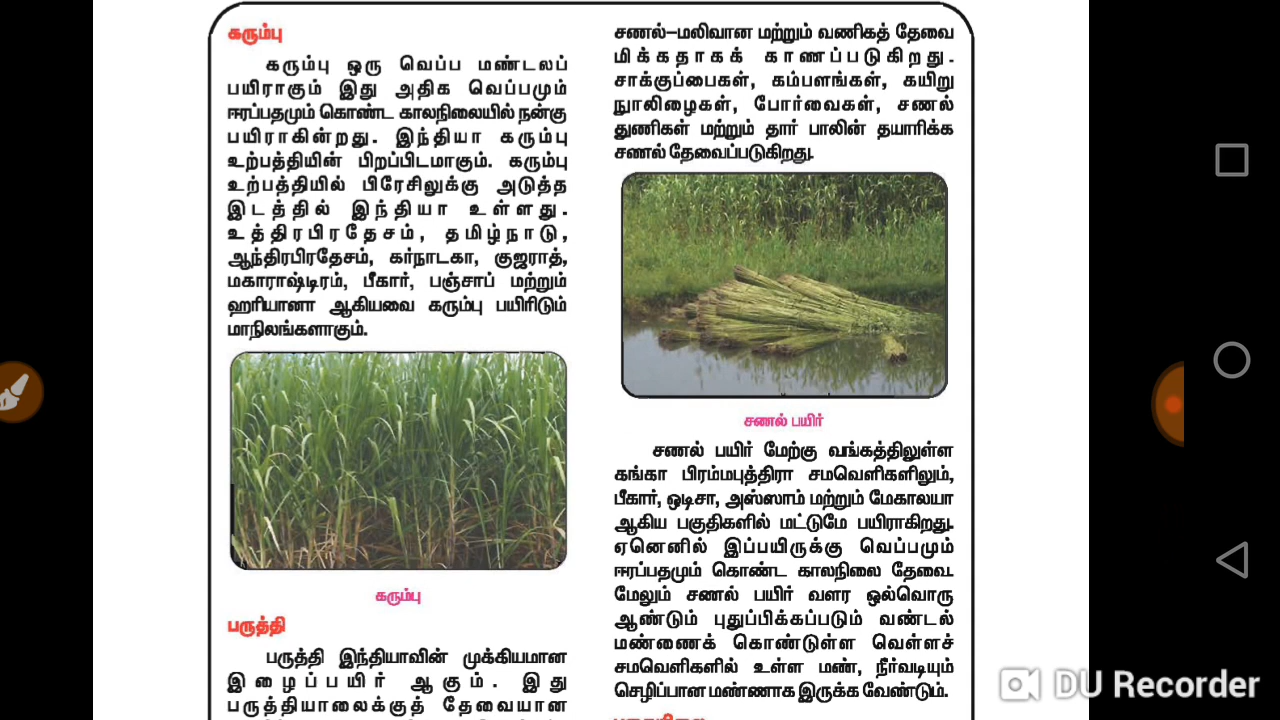 கரும்பு
கரும்பு ஒரு வெப்ப மண்டலப்
பயிராகும் இது அதிக வெப்பமும்
ஈரப்பதமும் கொண்ட காலநிலையில் நன்கு
பயிராகின்றது. இந்தியா கரும்பு
உற்பத்தியின் பிறப்பிடமாகும். கரும்பு
உற்பத்தியில் பிரேசிலுக்கு அடுத்த
இடத்தில் இந்தியா உள்ளது.
உத்திரபிரதேசம், தமிழ்நாடு,
ஆந்திரபிரதேசம், கர்நாடகா, குஜராத்,
மகாராஷ்டிரம், பீகார், பஞ்சாப் மற்றும்
ஹரியானா ஆகியவை கரும்பு பயிரிடும்
மாநிலங்களாகும்.
கரும்பு
பருத்தி
பருத்தி இந்தியாவின் முக்கியமான
இழைப்பயிர் ஆகும். இது
பருத்தியாலைக்குத் தேவையான
சணல்–மலிவான மற்றும் வணிகத் தேவை
மிக்கதாகக் காணப்படுகிறது.
சாக்குப்பைகள், கம்பளங்கள், கயிறு
நூலிழைகள், போர்வைகள், சணல்
துணிகள் மற்றும் தார் பாலின் தயாரிக்க
சணல் தேவைப்படுகிறது.
சணல் பயிர்
சணல் பயிர் மேற்கு வங்கத்திலுள்ள
கங்கா பிரம்மபுத்திரா சமவெளிகளிலும்,
பீகார், ஒடிசா, அஸ்ஸாம் மற்றும் மேகாலயா
ஆகிய பகுதிகளில் மட்டுமே பயிராகிறது.
ஏனெனில் இப்பயிருக்கு வெப்பமும்
ஈரப்பதமும் கொண்ட காலநிலை தேவை.
மேலும் சணல் பயிர் வளர ஒவ்வொரு
ஆண்டும் புதுப்பிக்கப்படும் வண்டல்
மண்ணைக் கொண்டுள்ள வெள்ளச்
சமவெளிகளில் உள்ள மண், நீர்வடியும்
செழிப்பான மண்ணாக இருக்க வேண்டும்.
DU Recorder